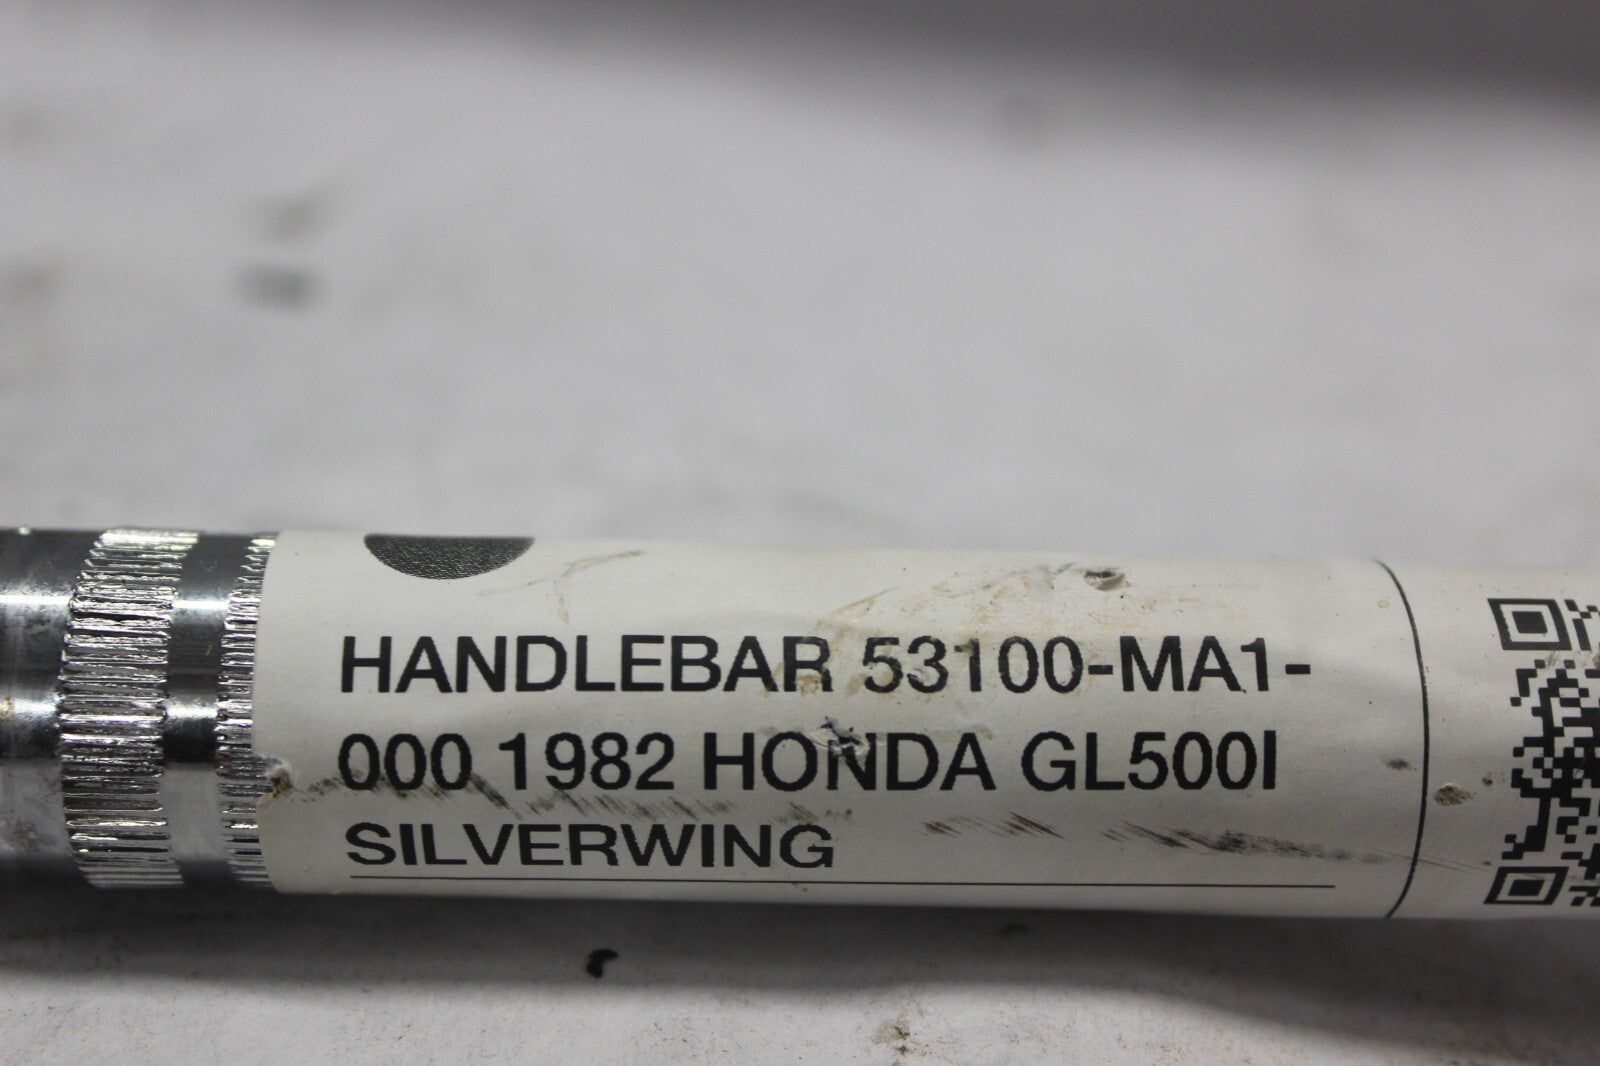 HANDLEBAR 53100-MA1-
000 1982 HONDA GL500I
SILVERWING